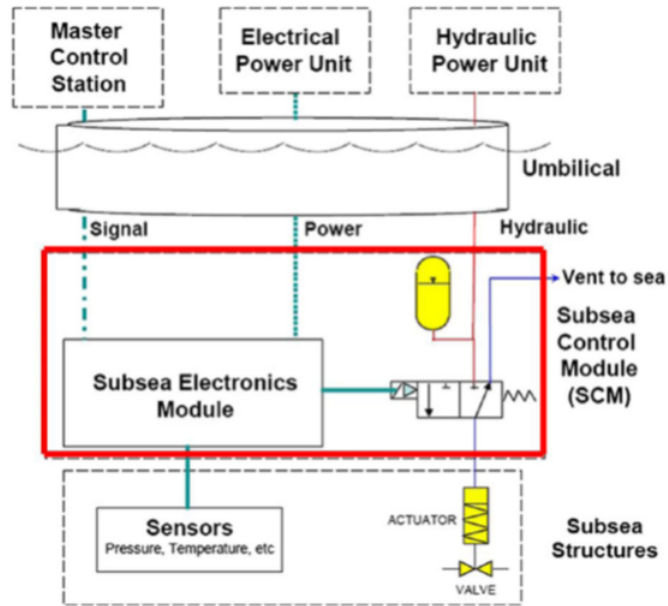 Master
Control
Station
Electrical
Power Unit
Hydraulic
Power Unit
Umbilical
Signal
Power
Hydraulic
Vent to sea
Subsea
Control
Module
(SCM)
Subsea Electronics
Module
Sensors
Pressure, Temperature, etc
ACTUATOR
VALVE
Subsea
Structures